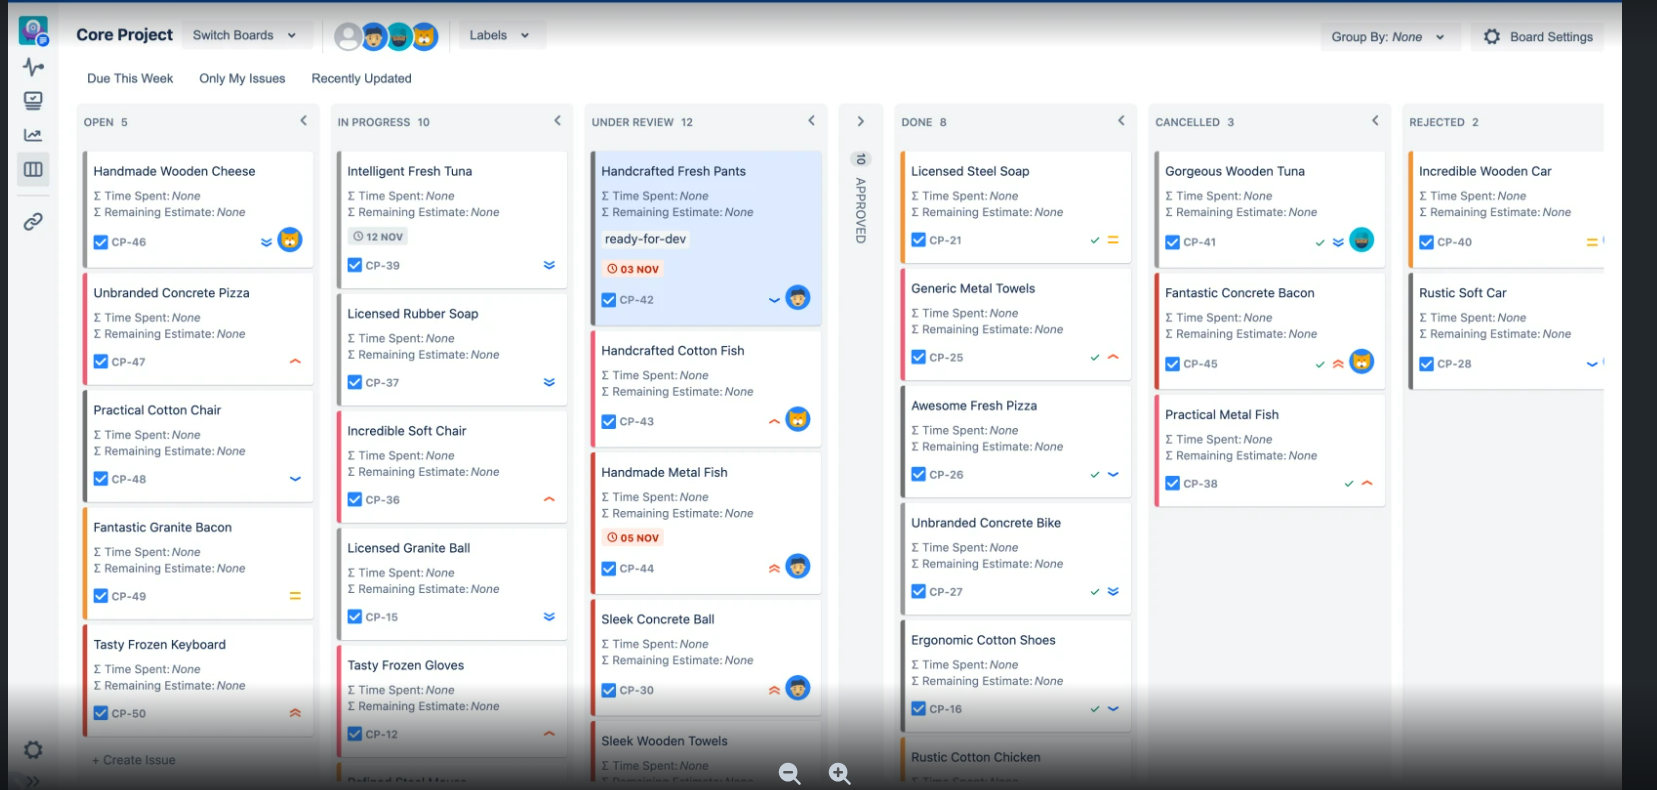 Core Project
Switch Boards
Labels
Group By: None
Board Settings
Due This Week
Only My Issues
Recently Updated
OPEN 5
Handmade Wooden Cheese
Σ Time Spent: None
Σ Remaining Estimate: None
CP-46
Unbranded Concrete Pizza
Σ Time Spent: None
Σ Remaining Estimate: None
CP-47
Practical Cotton Chair
Σ Time Spent: None
Σ Remaining Estimate: None
CP-48
Fantastic Granite Bacon
Σ Time Spent: None
Σ Remaining Estimate: None
CP-49
Tasty Frozen Keyboard
Σ Time Spent: None
Σ Remaining Estimate: None
CP-50
+ Create Issue
IN PROGRESS 10
Intelligent Fresh Tuna
Σ Time Spent: None
Σ Remaining Estimate: None
12 NOV
CP-39
Licensed Rubber Soap
Σ Time Spent: None
Σ Remaining Estimate: None
CP-37
Incredible Soft Chair
Σ Time Spent: None
Σ Remaining Estimate: None
CP-36
Licensed Granite Ball
Σ Time Spent: None
Σ Remaining Estimate: None
CP-15
Tasty Frozen Gloves
Σ Time Spent: None
Σ Remaining Estimate: None
CP-12
Refined Steel Mouse
UNDER REVIEW 12
Handcrafted Fresh Pants
Σ Time Spent: None
Σ Remaining Estimate: None
ready-for-dev
03 NOV
CP-42
Handcrafted Cotton Fish
Σ Time Spent: None
Σ Remaining Estimate: None
CP-43
Handmade Metal Fish
Σ Time Spent: None
Σ Remaining Estimate: None
05 NOV
CP-44
Sleek Concrete Ball
Σ Time Spent: None
Σ Remaining Estimate: None
CP-30
Sleek Wooden Towels
Σ Time Spent: None
Σ Remaining Estimate: None
10 APPROVED
DONE 8
Licensed Steel Soap
Σ Time Spent: None
Σ Remaining Estimate: None
CP-21
Generic Metal Towels
Σ Time Spent: None
Σ Remaining Estimate: None
CP-25
Awesome Fresh Pizza
Σ Time Spent: None
Σ Remaining Estimate: None
CP-26
Unbranded Concrete Bike
Σ Time Spent: None
Σ Remaining Estimate: None
CP-27
Ergonomic Cotton Shoes
Σ Time Spent: None
Σ Remaining Estimate: None
CP-16
Rustic Cotton Chicken
Σ Time Spent: None
CANCELLED 3
Gorgeous Wooden Tuna
Σ Time Spent: None
Σ Remaining Estimate: None
CP-41
Fantastic Concrete Bacon
Σ Time Spent: None
Σ Remaining Estimate: None
CP-45
Practical Metal Fish
Σ Time Spent: None
Σ Remaining Estimate: None
CP-38
REJECTED 2
Incredible Wooden Car
Σ Time Spent: None
Σ Remaining Estimate: None
CP-40
Rustic Soft Car
Σ Time Spent: None
Σ Remaining Estimate: None
CP-28